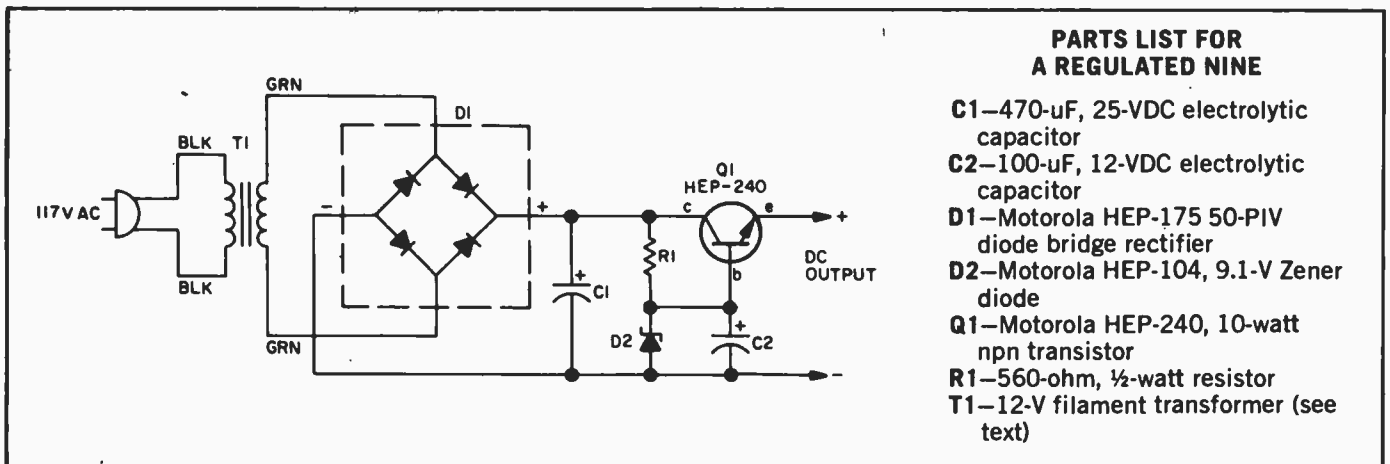 GRN
D1
BLK T1
117V AC
BLK
GRN
-
+
+
C1
R1
D2
+
C2
Q1
HEP-240
c
e
b
+
DC
OUTPUT
-
PARTS LIST FOR
A REGULATED NINE
C1—470-uF, 25-VDC electrolytic
capacitor
C2—100-uF, 12-VDC electrolytic
capacitor
D1—Motorola HEP-175 50-PIV
diode bridge rectifier
D2—Motorola HEP-104, 9.1-V Zener
diode
Q1—Motorola HEP-240, 10-watt
npn transistor
R1—560-ohm, ½-watt resistor
T1—12-V filament transformer (see
text)